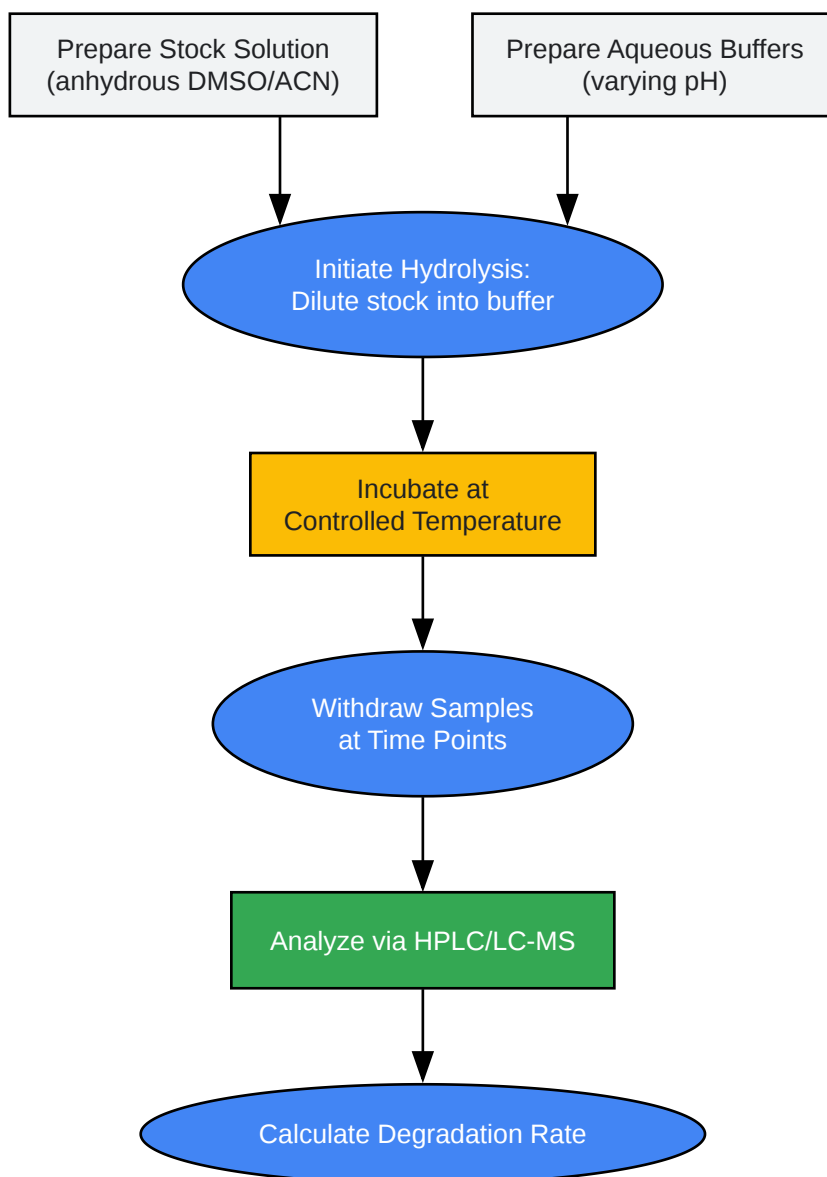 Prepare Stock Solution
(anhydrous DMSO/ACN)
Prepare Aqueous Buffers
(varying pH)
Initiate Hydrolysis:
Dilute stock into buffer
Incubate at
Controlled Temperature
Withdraw Samples
at Time Points
Analyze via HPLC/LC-MS
Calculate Degradation Rate